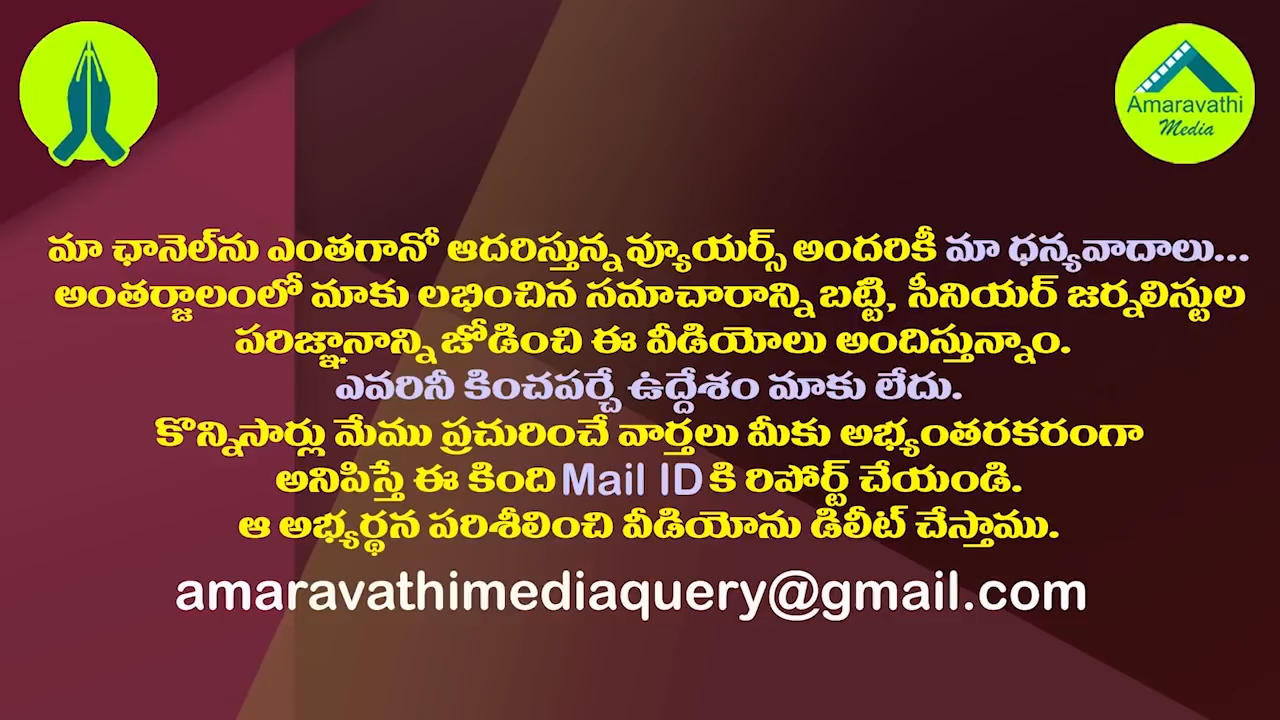 Amaravathi
Media
మా ఛానెల్‌ను ఎంతగానో ఆదరిస్తున్న వ్యూయర్స్ అందరికీ మా ధన్యవాదాలు...
అంతర్జాలంలో మాకు లభించిన సమాచారాన్ని బట్టి, సీనియర్ జర్నలిస్టుల
పరిజ్ఞానాన్ని జోడించి ఈ వీడియోలు అందిస్తున్నాం.
ఎవరినీ కించపర్చే ఉద్దేశం మాకు లేదు.
కొన్నిసార్లు మేము ప్రచురించే వార్తలు మీకు అభ్యంతరకరంగా
అనిపిస్తే ఈ కింది Mail ID కి రిపోర్ట్ చేయండి.
ఆ అభ్యర్థన పరిశీలించి వీడియోను డిలీట్ చేస్తాము.
amaravathimediaquery@gmail.com